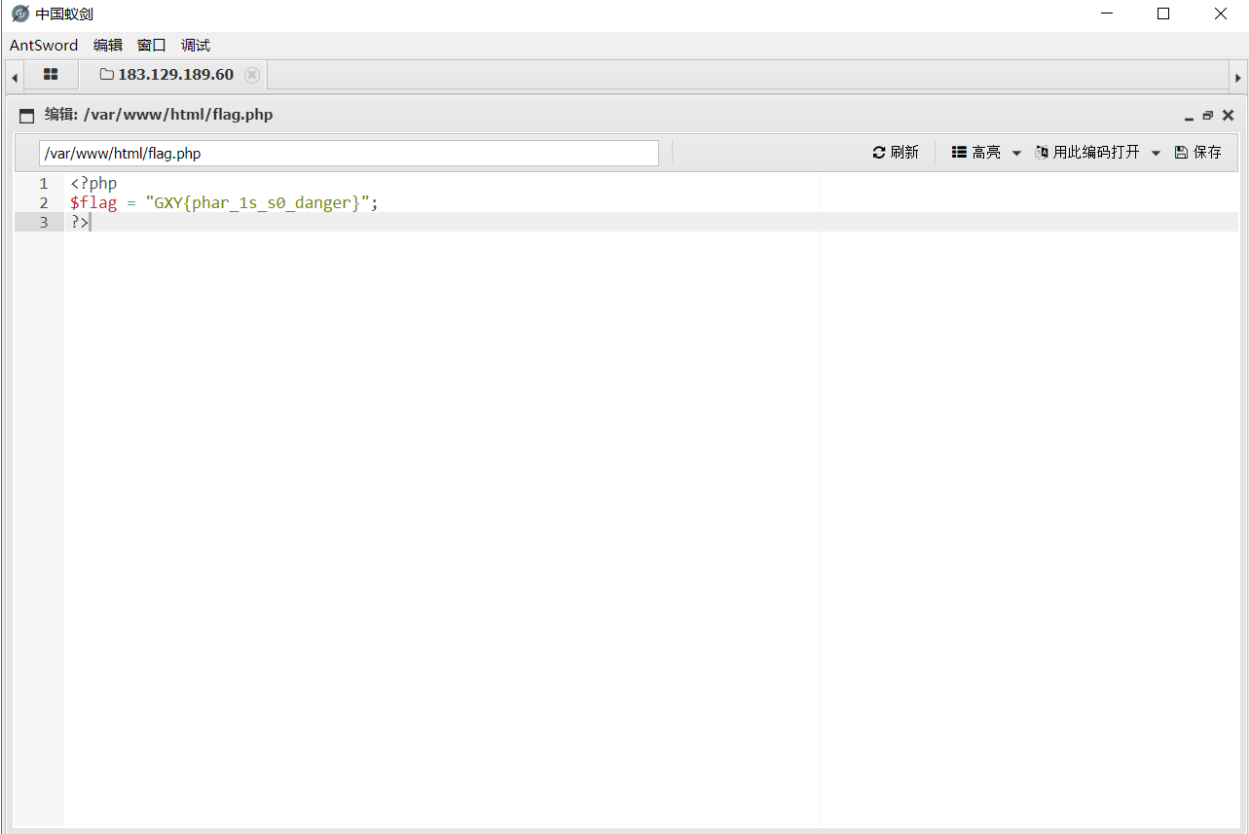 中国蚁剑
AntSword 编辑 窗口 调试
183.129.189.60
编辑: /var/www/html/flag.php
/var/www/html/flag.php 刷新 高亮 用此编码打开 保存
1 <?php
2 $flag = "GXY{phar_1s_s0_danger}";
3 ?>